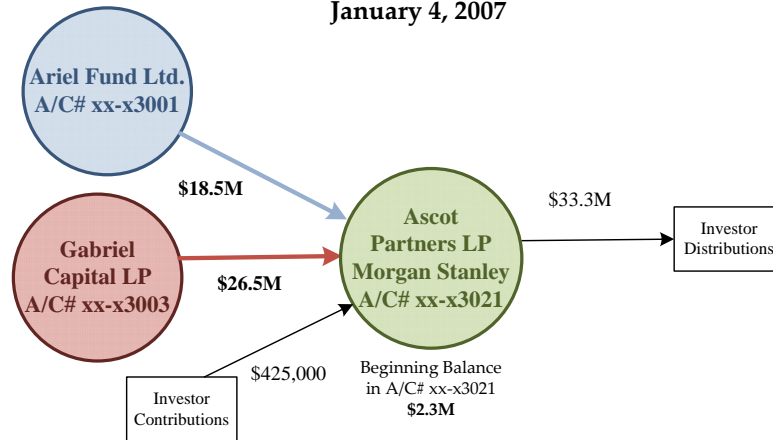 January 4, 2007
Ariel Fund Ltd.
A/C# xx-x3001
$18.5M
Gabriel
Capital LP
A/C# xx-x3003
$26.5M
Ascot
Partners LP
Morgan Stanley
A/C# xx-x3021
$33.3M
Investor
Distributions
Investor
Contributions
$425,000
Beginning Balance
in A/C# xx-x3021
$2.3M